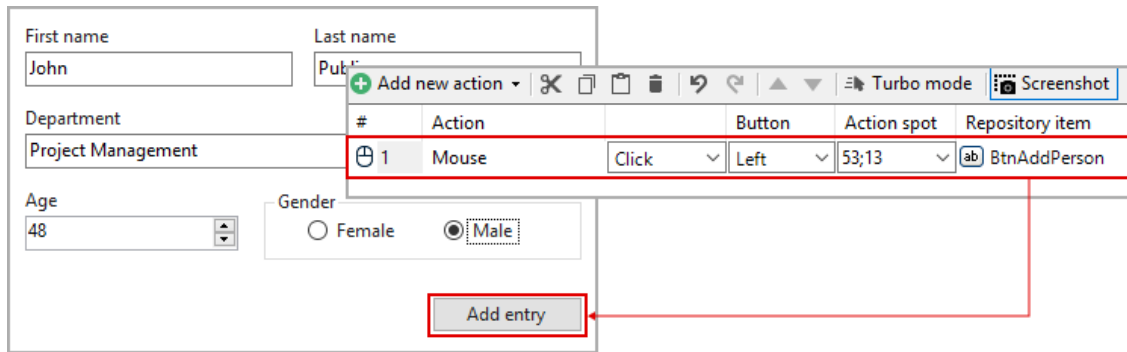 First name Last name
John
Add new action Turbo mode Screenshot
Department
# Action Button Action spot Repository item
Project Management
1 Mouse Click Left 53;13 ab BtnAddPerson
Age Gender
48 Female Male
Add entry